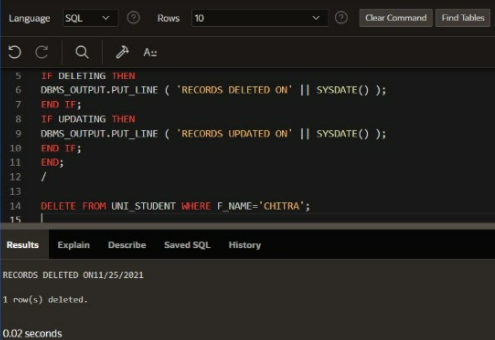 Language SQL Rows 10 Clear Command Find Tables
5 IF DELETING THEN
6 DBMS_OUTPUT.PUT_LINE ( 'RECORDS DELETED ON' || SYSDATE() );
7 END IF;
8 IF UPDATING THEN
9 DBMS_OUTPUT.PUT_LINE ( 'RECORDS UPDATED ON' || SYSDATE() );
10 END IF;
11 END;
12 /
13
14 DELETE FROM UNI_STUDENT WHERE F_NAME='CHITRA';
15
Results Explain Describe Saved SQL History
RECORDS DELETED ON11/25/2021
1 row(s) deleted.
0.02 seconds